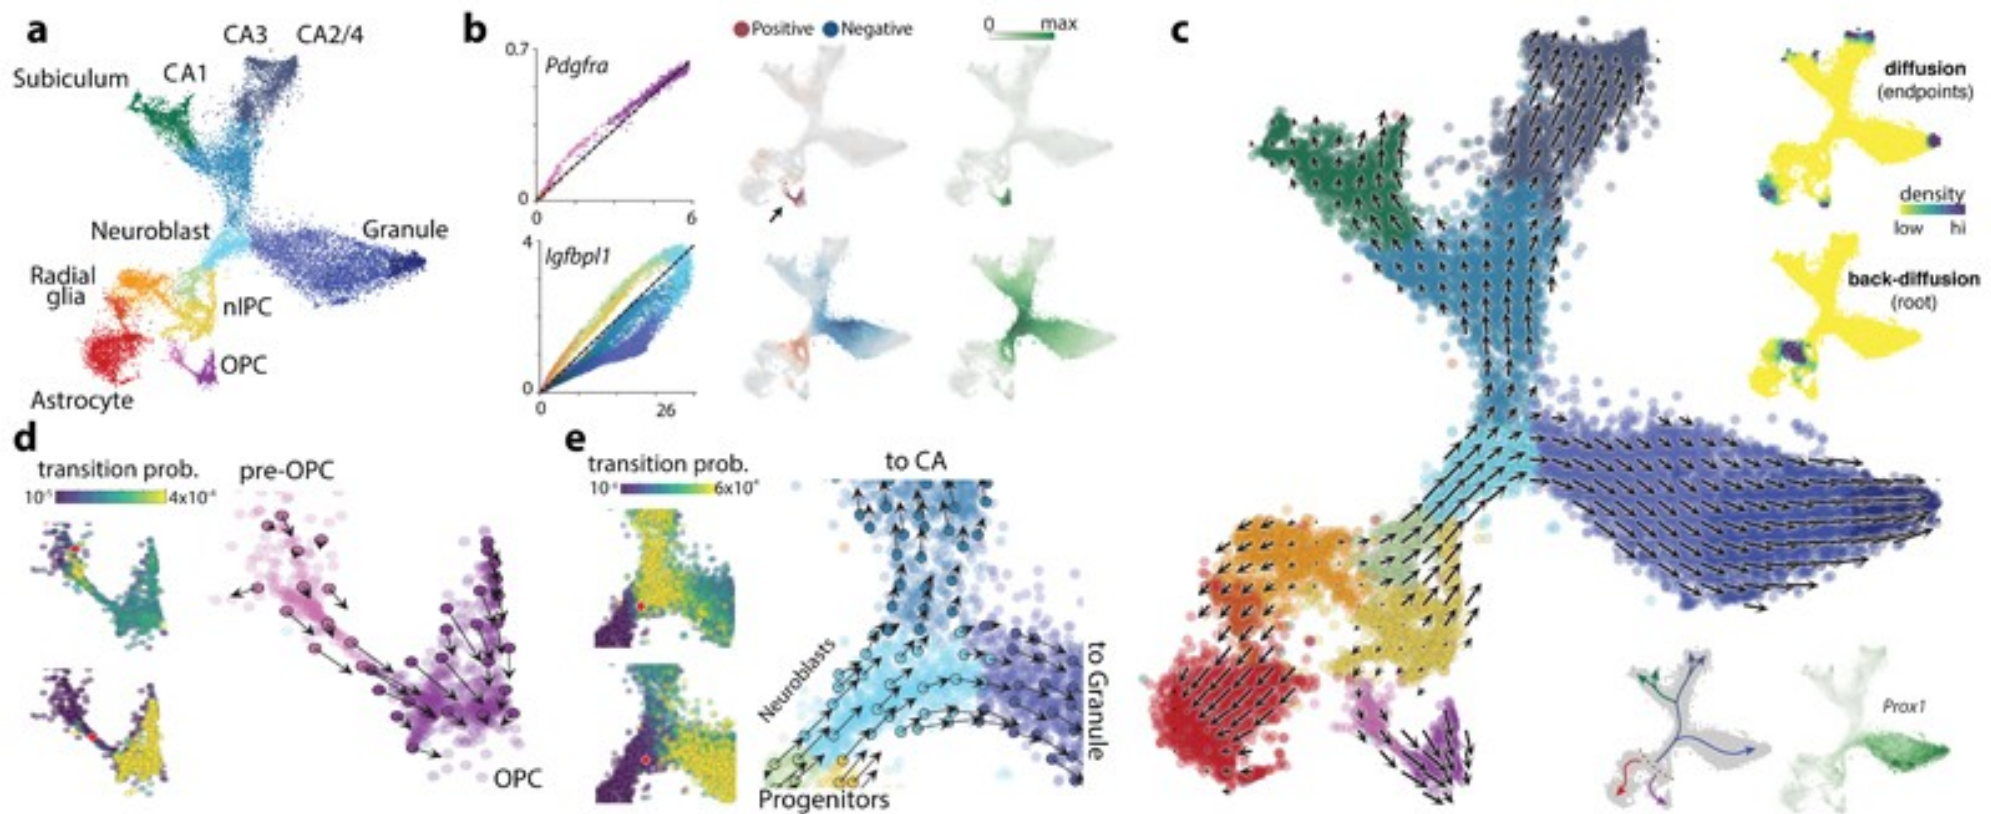 a
CA3
CA2/4
Subiculum
CA1
Neuroblast
Granule
Radial
glia
nIPC
OPC
Astrocyte
b
Positive
Negative
0
max
0.7
Pdgfra
0
0
6
4
Igfbpl1
0
0
26
c
diffusion
(endpoints)
density
low
hi
back-diffusion
(root)
Prox1
d
transition prob.
pre-OPC
OPC
e
transition prob.
to CA
Neuroblasts
to Granule
Progenitors